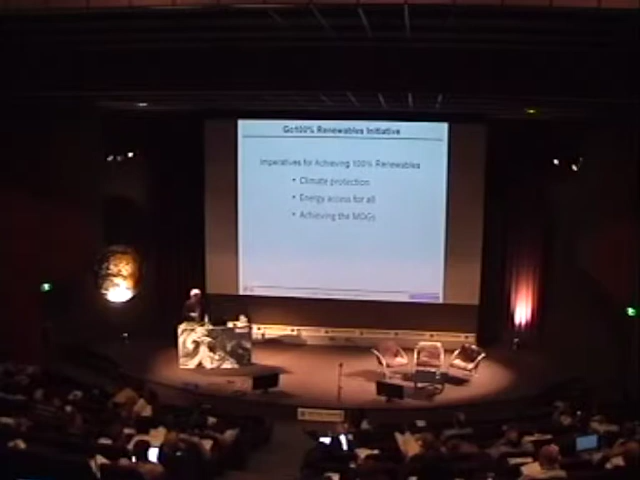 Go100% Renewables Initiative
Imperatives for Achieving 100% Renewables
• Climate protection
• Energy access for all
• Achieving the MDGs